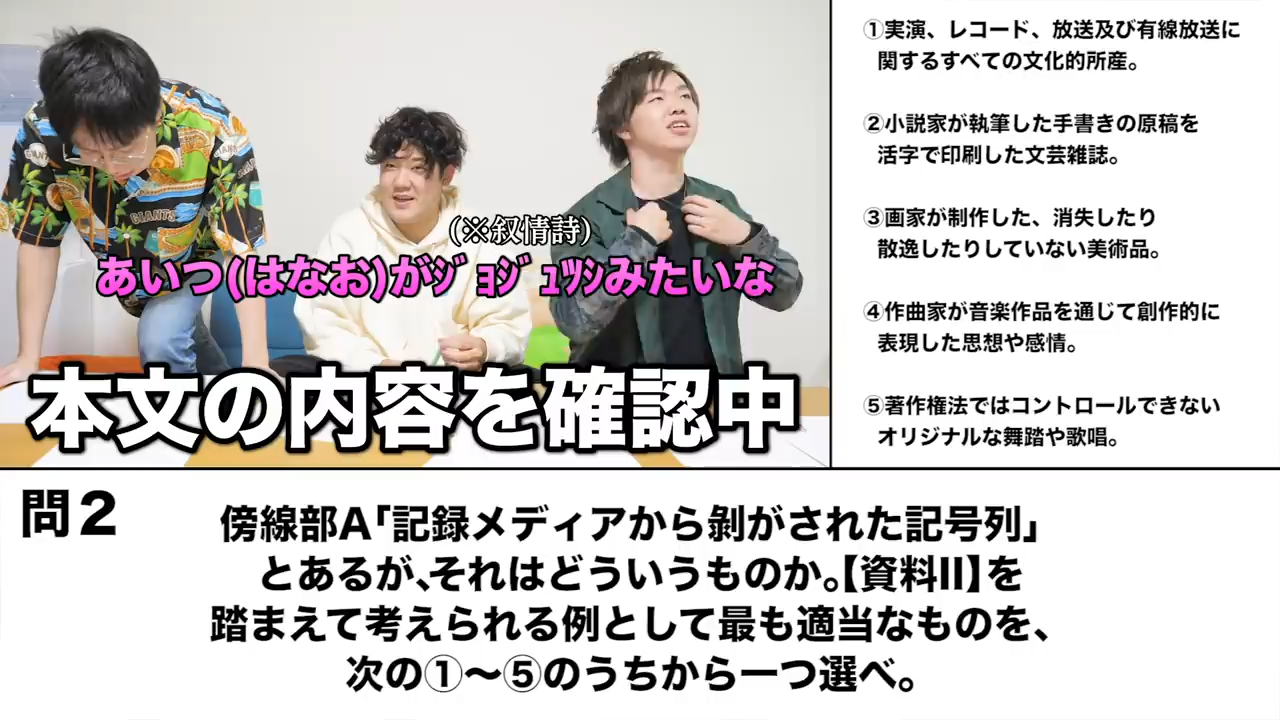 (※叙情詩)
あいつ(はなお)がｼﾞｮｼﾞｭﾂｼみたいな
本文の内容を確認中
GIANTS
①実演、レコード、放送及び有線放送に
関するすべての文化的所産。
②小説家が執筆した手書きの原稿を
活字で印刷した文芸雑誌。
③画家が制作した、消失したり
散逸したりしていない美術品。
④作曲家が音楽作品を通じて創作的に
表現した思想や感情。
⑤著作権法ではコントロールできない
オリジナルな舞踏や歌唱。
問2
傍線部A「記録メディアから剝がされた記号列」
とあるが、それはどういうものか。【資料II】を
踏まえて考えられる例として最も適当なものを、
次の①～⑤のうちから一つ選べ。